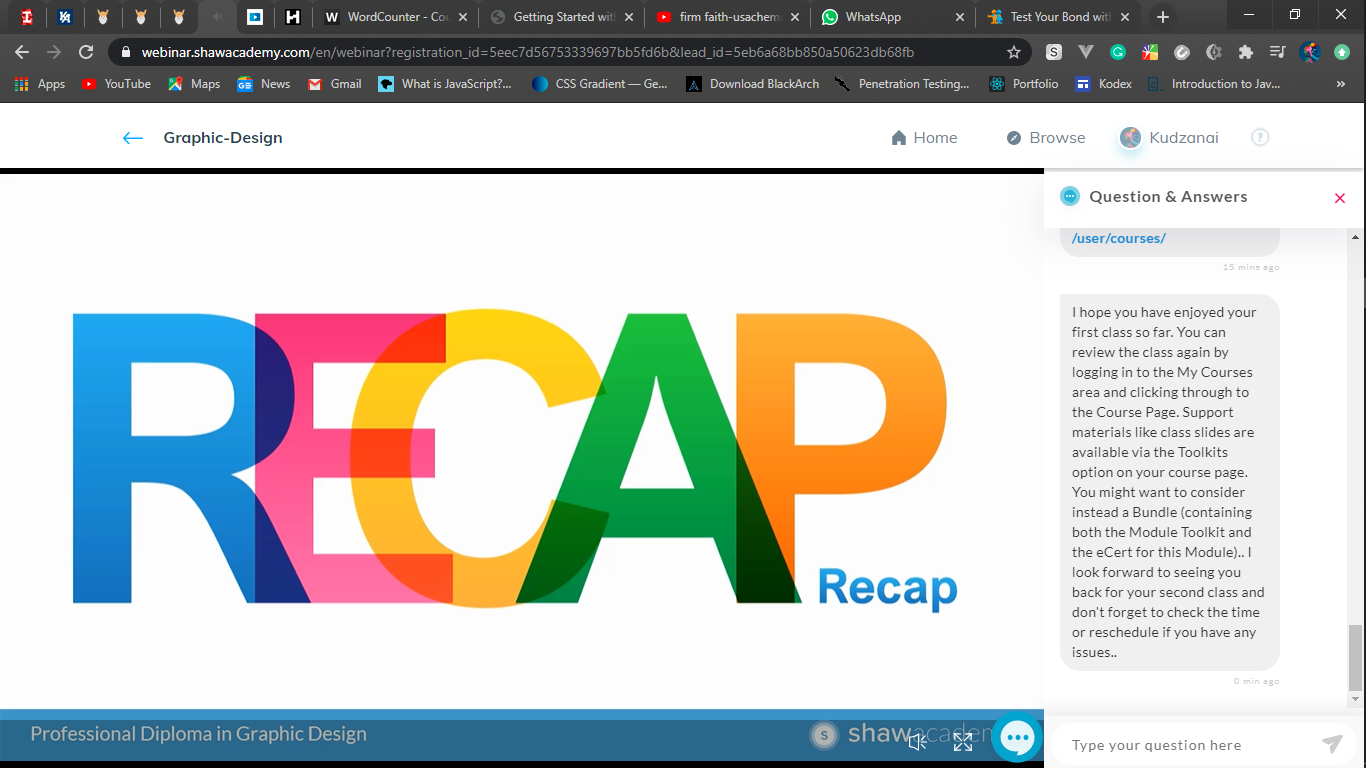 WordCounter - Cou
Getting Started with
firm faith-usachem
WhatsApp
Test Your Bond with
webinar.shawacademy.com/en/webinar?registration_id=5eec7d56753339697bb5fd6b&lead_id=5eb6a68bb850a50623db68fb
Apps YouTube Maps News Gmail What is JavaScript?... CSS Gradient — Ge... Download BlackArch Penetration Testing... Portfolio Kodex Introduction to Jav... »
Graphic-Design
Home Browse Kudzanai ?
Question & Answers
/user/courses/
15 mins ago
I hope you have enjoyed your
first class so far. You can
review the class again by
logging in to the My Courses
area and clicking through to
the Course Page. Support
materials like class slides are
available via the Toolkits
option on your course page.
You might want to consider
instead a Bundle (containing
both the Module Toolkit and
the eCert for this Module).. I
look forward to seeing you
back for your second class and
don't forget to check the time
or reschedule if you have any
issues..
0 min ago
RECAP
Recap
Professional Diploma in Graphic Design
S shawacadem
Type your question here